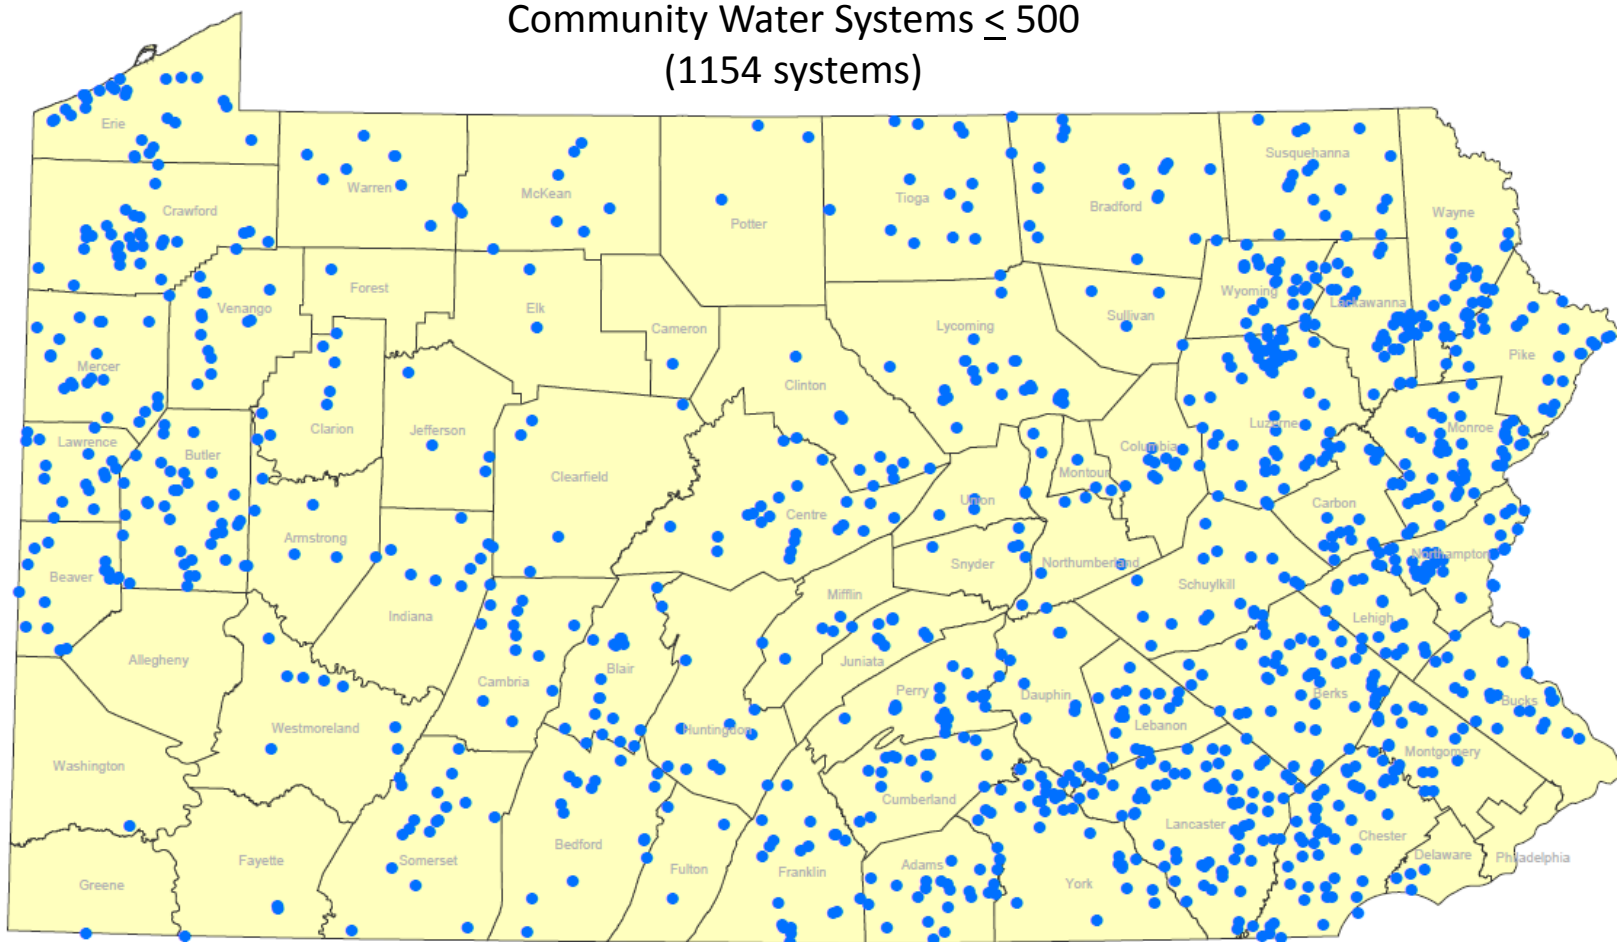 Community Water Systems ≤ 500
(1154 systems)
Erie
Crawford
Warren
McKean
Potter
Tioga
Bradford
Susquehanna
Wayne
Forest
Venango
Elk
Cameron
Lycoming
Sullivan
Wyoming
Lackawanna
Pike
Mercer
Clarion
Jefferson
Clinton
Luzerne
Monroe
Lawrence
Butler
Clearfield
Centre
Union
Montour
Columbia
Carbon
Armstrong
Snyder
Northumberland
Schuylkill
Northampton
Beaver
Indiana
Mifflin
Lehigh
Allegheny
Cambria
Blair
Juniata
Perry
Dauphin
Lebanon
Berks
Bucks
Westmoreland
Huntingdon
Montgomery
Washington
Cumberland
Lancaster
Chester
Greene
Fayette
Somerset
Bedford
Fulton
Franklin
Adams
York
Delaware
Philadelphia